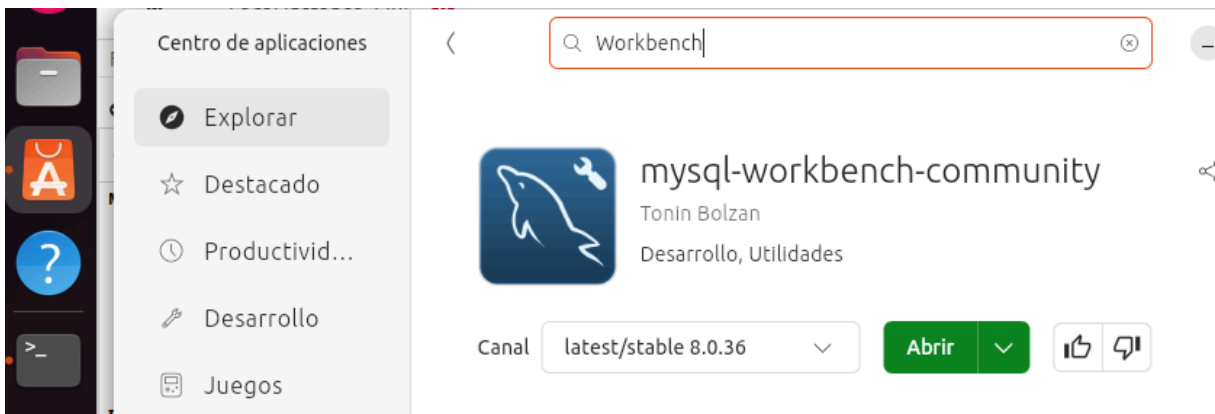 Centro de aplicaciones
Workbench
Explorar
Destacado
Productivid...
Desarrollo
Juegos
mysql-workbench-community
Tonin Bolzan
Desarrollo, Utilidades
Canal
latest/stable 8.0.36
Abrir